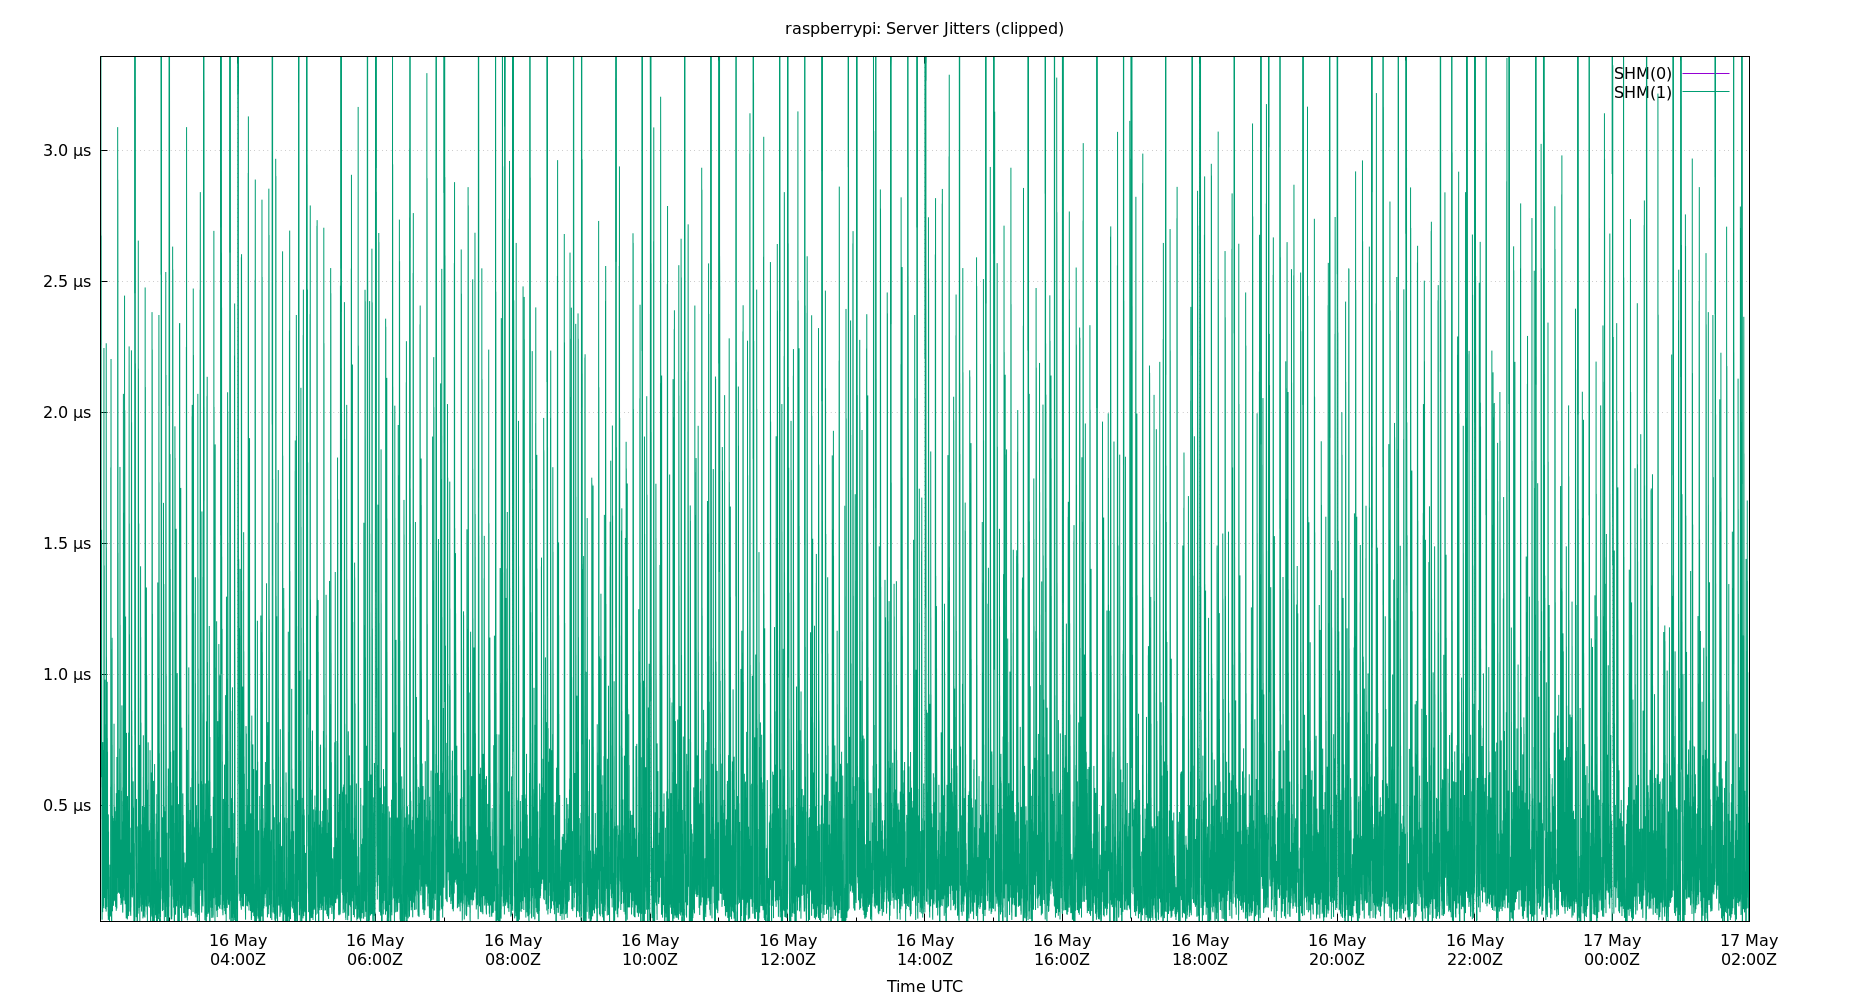 raspberrypi: Server Jitters (clipped)
SHM(0)
SHM(1)
3.0 µs
2.5 µs
2.0 µs
1.5 µs
1.0 µs
0.5 µs
16 May 16 May 16 May 16 May 16 May 16 May 16 May 16 May 16 May 16 May 17 May 17 May
04:00Z 06:00Z 08:00Z 10:00Z 12:00Z 14:00Z 16:00Z 18:00Z 20:00Z 22:00Z 00:00Z 02:00Z
Time UTC